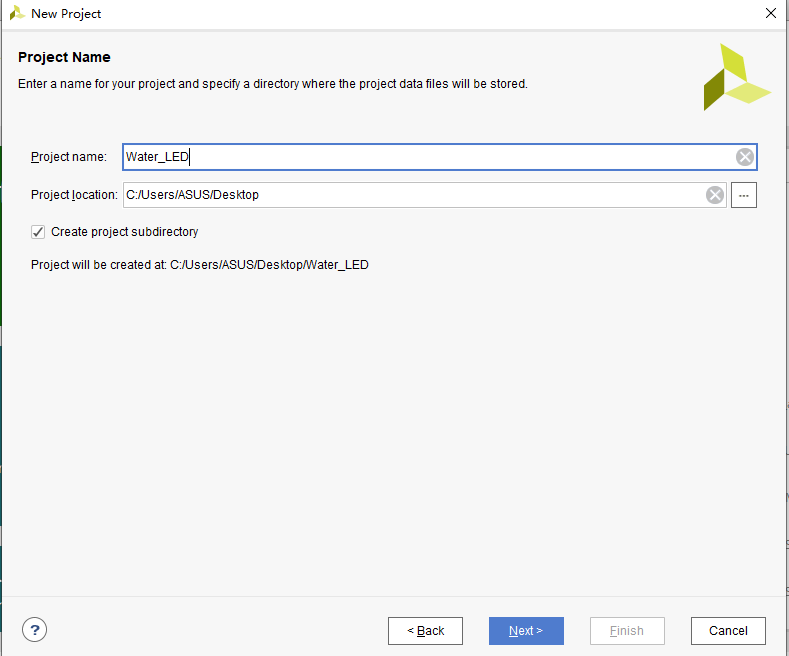 New Project
Project Name
Enter a name for your project and specify a directory where the project data files will be stored.
Project name: Water_LED
Project location: C:/Users/ASUS/Desktop ...
Create project subdirectory
Project will be created at: C:/Users/ASUS/Desktop/Water_LED
? < Back Next > Finish Cancel